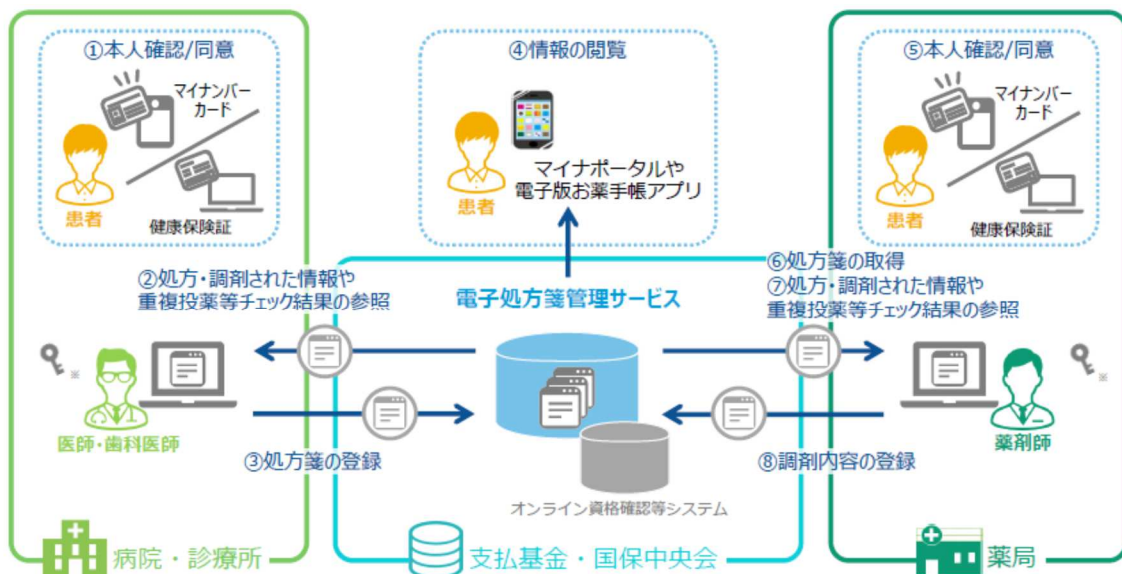 ①本人確認/同意
マイナンバー
カード
患者
健康保険証
④情報の閲覧
マイナポータルや
電子版お薬手帳アプリ
患者
⑤本人確認/同意
マイナンバー
カード
患者
健康保険証
②処方・調剤された情報や
重複投薬等チェック結果の参照
電子処方箋管理サービス
⑥処方箋の取得
⑦処方・調剤された情報や
重複投薬等チェック結果の参照
※
医師・歯科医師
③処方箋の登録
※
薬剤師
⑧調剤内容の登録
オンライン資格確認等システム
病院・診療所
支払基金・国保中央会
薬局